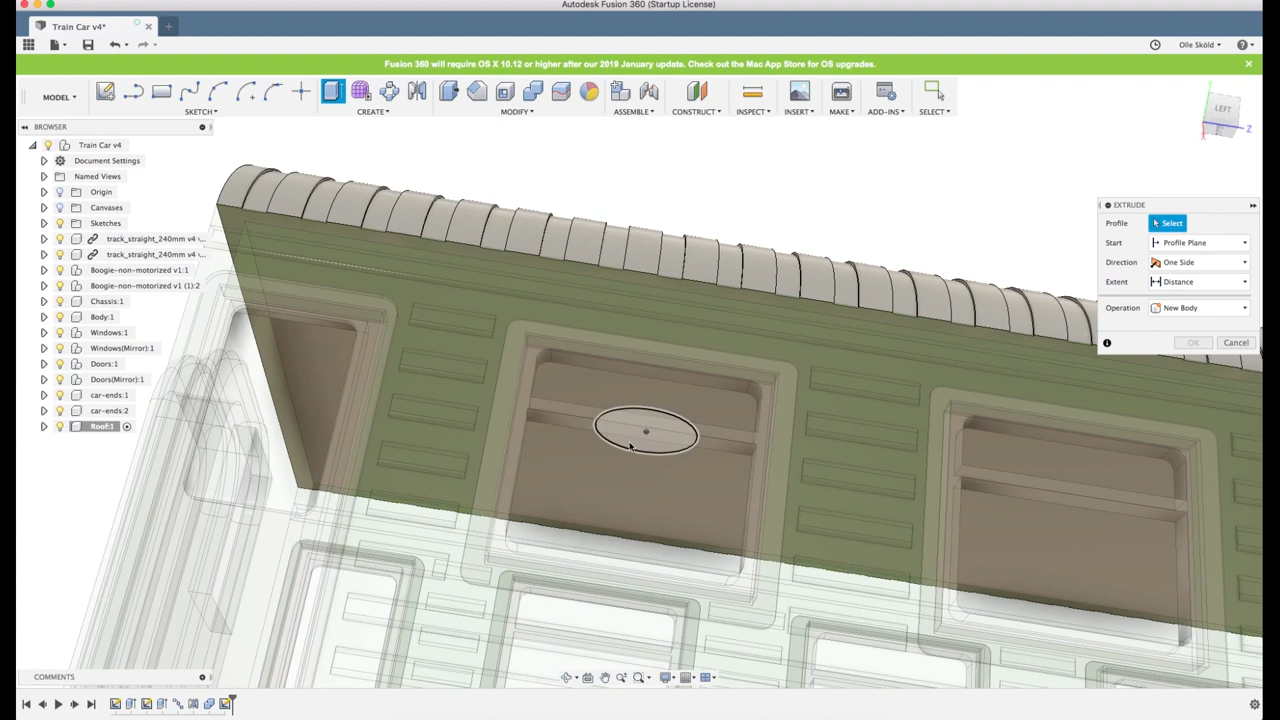 Autodesk Fusion 360 (Startup License)
Train Car v4*
Olle Sköld
Fusion 360 will require OS X 10.12 or higher after our 2019 January update. Check out the Mac App Store for OS upgrades.
MODEL
SKETCH
CREATE
MODIFY
ASSEMBLE
CONSTRUCT
INSPECT
INSERT
MAKE
ADD-INS
SELECT
LEFT
Z
BROWSER
Train Car v4
Document Settings
Named Views
Origin
Canvases
Sketches
track_straight_240mm v4 v...
track_straight_240mm v4 v...
Boogie-non-motorized v1:1
Boogie-non-motorized v1 (1):2
Chassis:1
Body:1
Windows:1
Windows(Mirror):1
Doors:1
Doors(Mirror):1
car-ends:1
car-ends:2
Roof:1
EXTRUDE
Profile Select
Start Profile Plane
Direction One Side
Extent Distance
Operation New Body
OK Cancel
COMMENTS